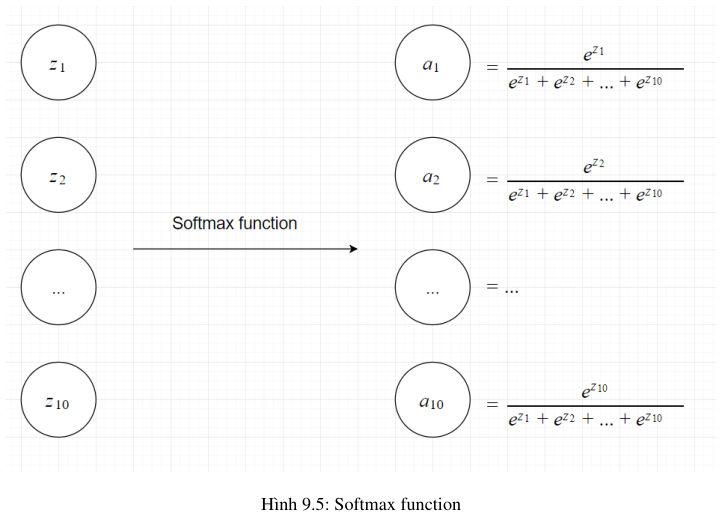 z1 a1 = e^z1 / (e^z1 + e^z2 + ... + e^z10)
z2 a2 = e^z2 / (e^z1 + e^z2 + ... + e^z10)
Softmax function
... ... = ...
z10 a10 = e^z10 / (e^z1 + e^z2 + ... + e^z10)
Hình 9.5: Softmax function